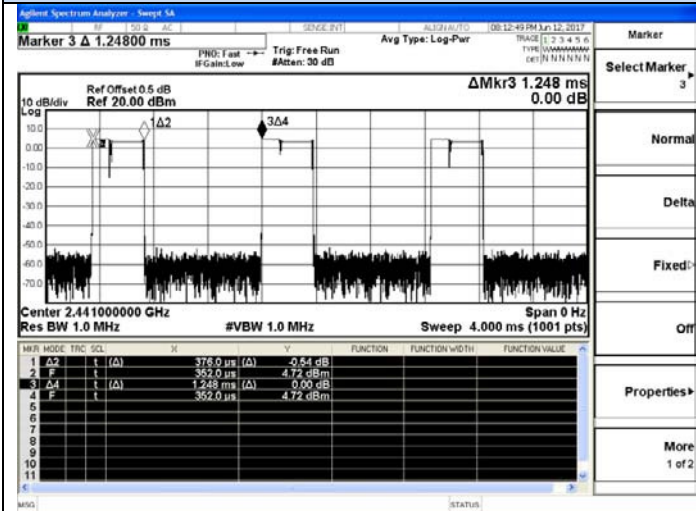 Agilent Spectrum Analyzer - Swept SA
RF 50 Ω AC SENSE:INT ALIGNAUTO 08:12:49 PM Jun 12, 2017
Marker 3 Δ 1.24800 ms
PNO: Fast Trig: Free Run Avg Type: Log-Pwr TRACE 1 2 3 4 5 6
IFGain:Low #Atten: 30 dB TYPE
DET N N N N N N
Ref Offset 0.5 dB ΔMkr3 1.248 ms
10 dB/div Ref 20.00 dBm 0.00 dB
Log
1Δ2 3Δ4
10.0
0.00
-10.0
-20.0
-30.0
-40.0
-50.0
-60.0
-70.0
Center 2.441000000 GHz Span 0 Hz
Res BW 1.0 MHz #VBW 1.0 MHz Sweep 4.000 ms (1001 pts)
MKR MODE TRC SCL X Y FUNCTION FUNCTION WIDTH FUNCTION VALUE
1 Δ2 t (Δ) 376.0 µs (Δ) -0.54 dB
2 F t 352.0 µs 4.72 dBm
3 Δ4 t (Δ) 1.248 ms (Δ) 0.00 dB
4 F t 352.0 µs 4.72 dBm
5
6
7
8
9
10
11
MSG STATUS
Marker
Select Marker
3
Normal
Delta
Fixed
Off
Properties
More
1 of 2